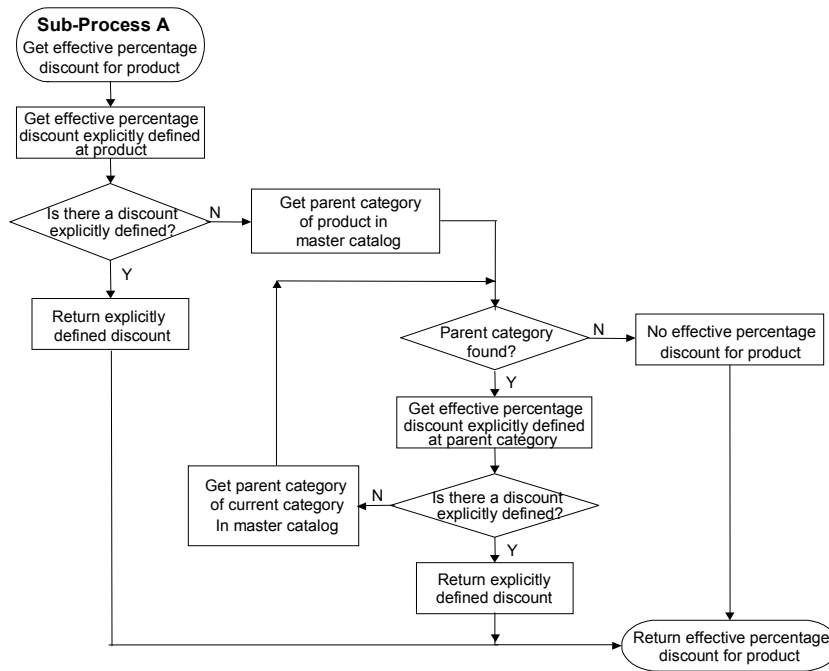 Sub-Process A
Get effective percentage
discount for product
Get effective percentage
discount explicitly defined
at product
Is there a discount
explicitly defined?
N
Get parent category
of product in
master catalog
Y
Return explicitly
defined discount
Parent category
found?
N
No effective percentage
discount for product
Y
Get effective percentage
discount explicitly defined
at parent category
Get parent category
of current category
In master catalog
N
Is there a discount
explicitly defined?
Y
Return explicitly
defined discount
Return effective percentage
discount for product